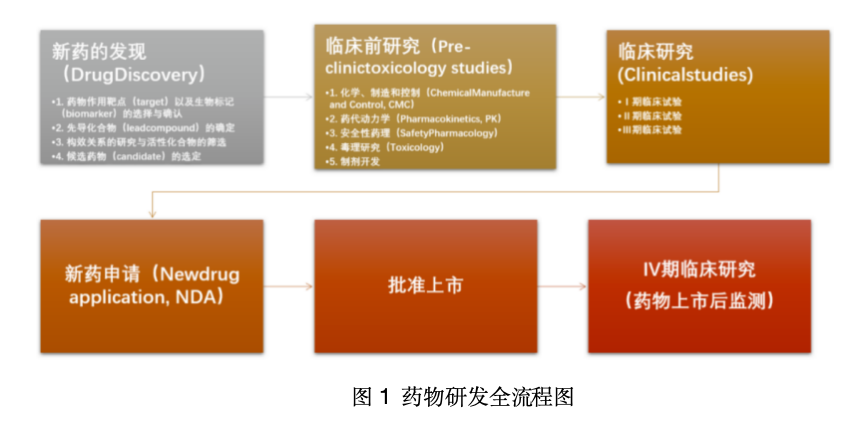 新药的发现
（DrugDiscovery）
•1. 药物作用靶点（target）以及生物标记
（biomarker）的选择与确认
•2. 先导化合物（leadcompound）的确定
•3. 构效关系的研究与活性化合物的筛选
•4. 候选药物（candidate）的选定
临床前研究（Pre-
clinictoxicology studies）
•1. 化学、制造和控制（ChemicalManufacture
and Control, CMC）
•2. 药代动力学（Pharmacokinetics, PK）
•3. 安全性药理（SafetyPharmacology）
•4. 毒理研究（Toxicology）
•5. 制剂开发
临床研究
(Clinicalstudies)
•Ⅰ期临床试验
•Ⅱ期临床试验
•Ⅲ期临床试验
新药申请（Newdrug
application, NDA）
批准上市
IV期临床研究
（药物上市后监测）
图 1 药物研发全流程图